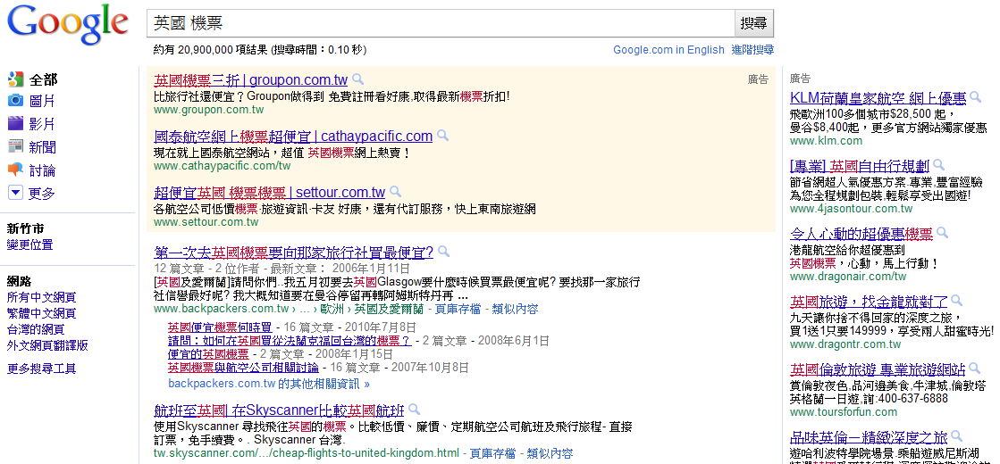 Google
英國 機票
搜尋
約有 20,900,000 項結果 (搜尋時間：0.10 秒)
Google.com in English 進階搜尋
全部
圖片
影片
新聞
討論
更多
新竹市
變更位置
網路
所有中文網頁
繁體中文網頁
台灣的網頁
外文網頁翻譯版
更多搜尋工具
英國機票三折 | groupon.com.tw
廣告
比旅行社還便宜？Groupon做得到 免費註冊看好康,取得最新機票折扣!
www.groupon.com.tw
國泰航空網上機票超便宜 | cathaypacific.com
現在就上國泰航空網站，超值 英國機票網上熱賣！
www.cathaypacific.com/tw
超便宜英國 機票機票 | settour.com.tw
各航空公司低價機票·旅遊資訊·卡友 好康，還有代訂服務，快上東南旅遊網
www.settour.com.tw
第一次去英國機票要向那家旅行社買最便宜?
12 篇文章 - 2 位作者 - 最新文章： 2006年1月11日
[英國及愛爾蘭]請問你們..我五月初要去英國Glasgow要什麼時候買票最便宜呢? 要找那一家旅行
社信譽最好呢? 我大概知道要在曼谷停留再轉阿姆斯特丹再 ...
www.backpackers.com.tw › ... › 歐洲 › 英國及愛爾蘭 - 頁庫存檔 - 類似內容
英國便宜機票何時買 - 16 篇文章 - 2010年7月8日
請問：如何在英國買從法蘭克福回台灣的機票？ - 2 篇文章 - 2008年6月1日
便宜的英國機票 - 2 篇文章 - 2008年1月15日
英國機票與航空公司相關討論 - 16 篇文章 - 2007年10月8日
backpackers.com.tw 的其他相關資訊 »
航班至英國| 在Skyscanner比較英國航班
使用Skyscanner 尋找飛往英國的機票。比較低價、廉價、定期航空公司航班及飛行旅程- 直接
訂票，免手續費。. Skyscanner 台灣.
tw.skyscanner.com/.../cheap-flights-to-united-kingdom.html - 頁庫存檔 - 類似內容
廣告
KLM荷蘭皇家航空 網上優惠
飛歐洲100多個城市$28,500 起，
曼谷$8,400起，更多官方網站獨家優惠
www.klm.com
[專業] 英國自由行規劃
節省網超人氣優惠方案.專業,豐富經驗
為您全程規劃包裝,輕鬆享受出國遊!
www.4jasontour.com.tw
令人心動的超優惠機票
港龍航空給你超優惠到
英國機票，心動，馬上行動！
www.dragonair.com/tw
英國旅遊，找金龍就對了
九天讓你捨不得回家的深度之旅，
買1送1只要149999，享受兩人甜蜜時光!
www.dragontr.com.tw
英國倫敦旅遊 專業旅遊網站
賞倫敦夜色,品河邊美食,牛津城,倫敦塔
英格蘭一日遊,詢:400-637-6888
www.toursforfun.com
品味英倫－精緻深度之旅
遊哈利波特學院場景.乘船遊威尼斯湖